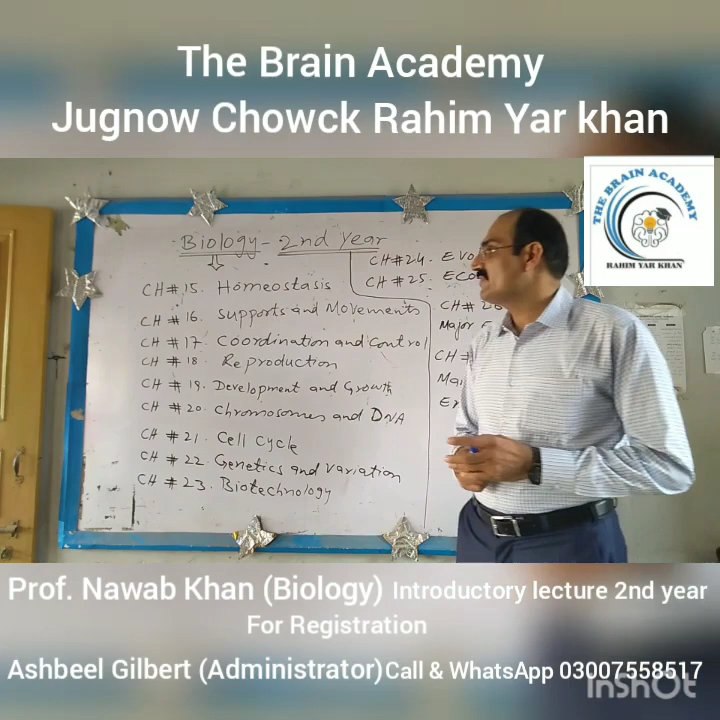 The Brain Academy
Jugnow Chowck Rahim Yar khan
THE BRAIN ACADEMY
RAHIM YAR KHAN
Biology - 2nd Year
CH # 15. Homeostasis
CH # 16. Supports and Movements
CH # 17. Coordination and Control
CH # 18. Reproduction
CH # 19. Development and Growth
CH # 20. Chromosomes and DNA
CH # 21. Cell Cycle
CH # 22. Genetics and Variation
CH # 23. Biotechnology
CH # 24. EVO
CH # 25. ECO
CH #
Major
CH #
Prof. Nawab Khan (Biology) Introductory lecture 2nd year
For Registration
Ashbeel Gilbert (Administrator) Call & WhatsApp 03007558517
InShOt